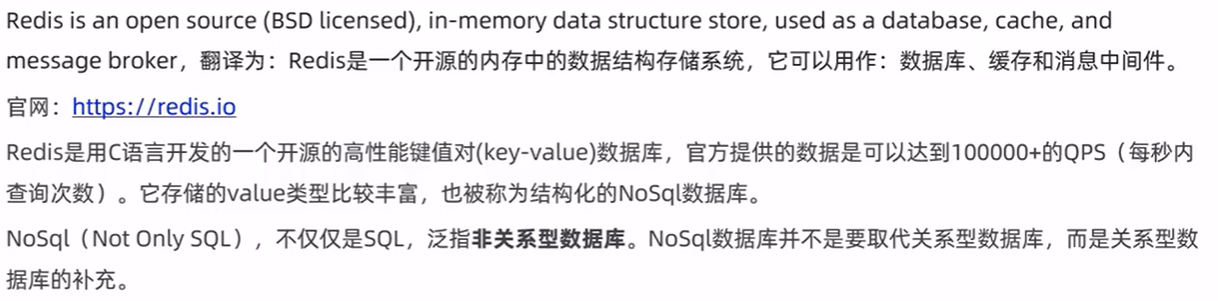 Redis is an open source (BSD licensed), in-memory data structure store, used as a database, cache, and
message broker，翻译为：Redis是一个开源的内存中的数据结构存储系统，它可以用作：数据库、缓存和消息中间件。
官网：https://redis.io
Redis是用C语言开发的一个开源的高性能键值对(key-value)数据库，官方提供的数据是可以达到100000+的QPS（每秒内
查询次数）。它存储的value类型比较丰富，也被称为结构化的NoSql数据库。
NoSql（Not Only SQL），不仅仅是SQL，泛指非关系型数据库。NoSql数据库并不是要取代关系型数据库，而是关系型数
据库的补充。